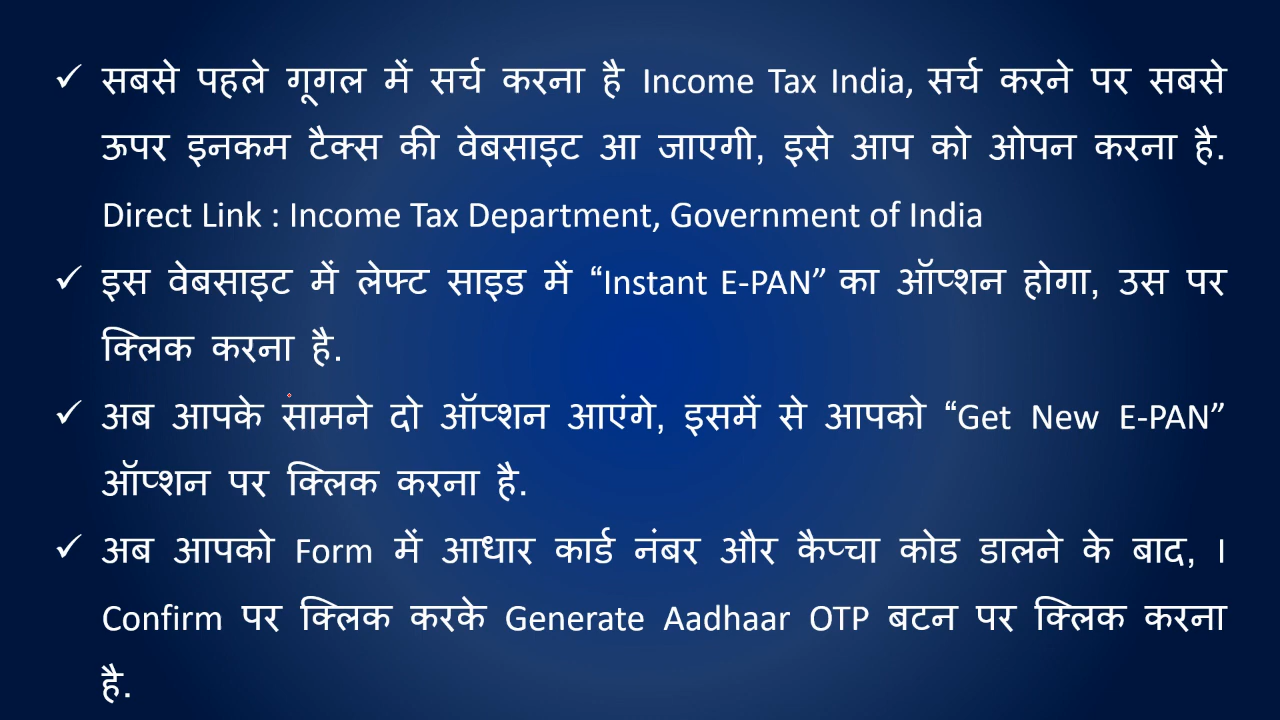 ✓ सबसे पहले गूगल में सर्च करना है Income Tax India, सर्च करने पर सबसे
ऊपर इनकम टैक्स की वेबसाइट आ जाएगी, इसे आप को ओपन करना है.
Direct Link : Income Tax Department, Government of India
✓ इस वेबसाइट में लेफ्ट साइड में “Instant E-PAN” का ऑप्शन होगा, उस पर
क्लिक करना है.
✓ अब आपके सामने दो ऑप्शन आएंगे, इसमें से आपको “Get New E-PAN”
ऑप्शन पर क्लिक करना है.
✓ अब आपको Form में आधार कार्ड नंबर और कैप्चा कोड डालने के बाद, I
Confirm पर क्लिक करके Generate Aadhaar OTP बटन पर क्लिक करना
है.